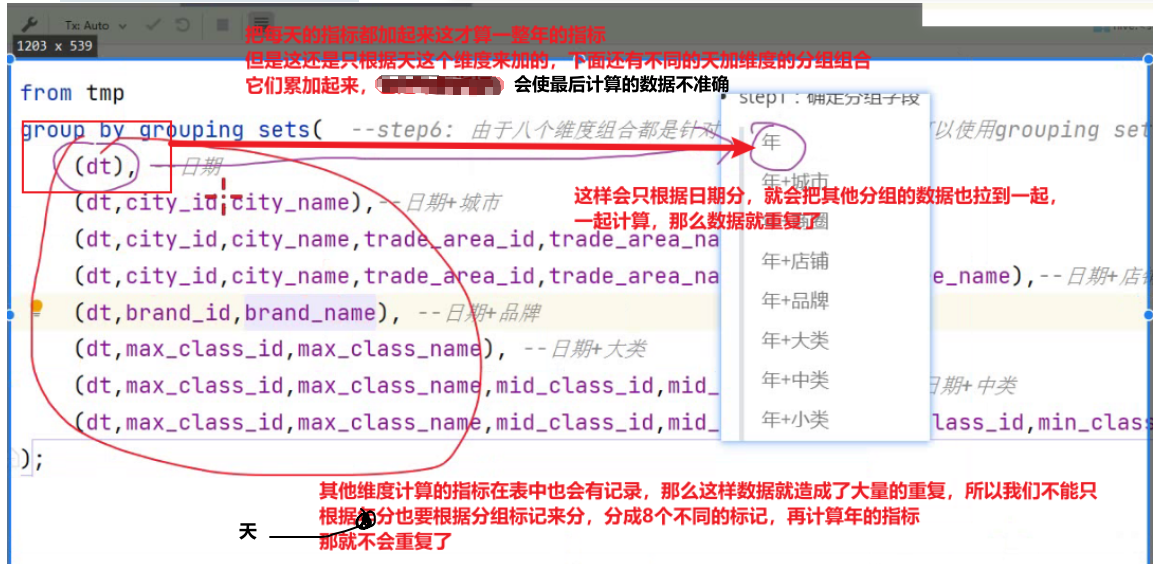 Tx: Auto
1203 x 539
把每天的指标都加起来这才算一整年的指标
但是这还是只根据天这个维度来加的，下面还有不同的天加维度的分组组合
它们累加起来， 会使最后计算的数据不准确
from tmp
group by grouping sets( --step6: 由于八个维度组合都是针对 以使用grouping set
(dt), --日期
(dt,city_id,city_name),--日期+城市
(dt,city_id,city_name,trade_area_id,trade_area_na
(dt,city_id,city_name,trade_area_id,trade_area_na e_name),--日期+店
(dt,brand_id,brand_name), --日期+品牌
(dt,max_class_id,max_class_name), --日期+大类
(dt,max_class_id,max_class_name,mid_class_id,mid_ 日期+中类
(dt,max_class_id,max_class_name,mid_class_id,mid_ lass_id,min_class
);
step1：确定分组字段
年
年+城市
商圈
年+店铺
年+品牌
年+大类
年+中类
年+小类
这样会只根据日期分，就会把其他分组的数据也拉到一起，
一起计算，那么数据就重复了
其他维度计算的指标在表中也会有记录，那么这样数据就造成了大量的重复，所以我们不能只
根据 分也要根据分组标记来分，分成8个不同的标记，再计算年的指标
那就不会重复了
天